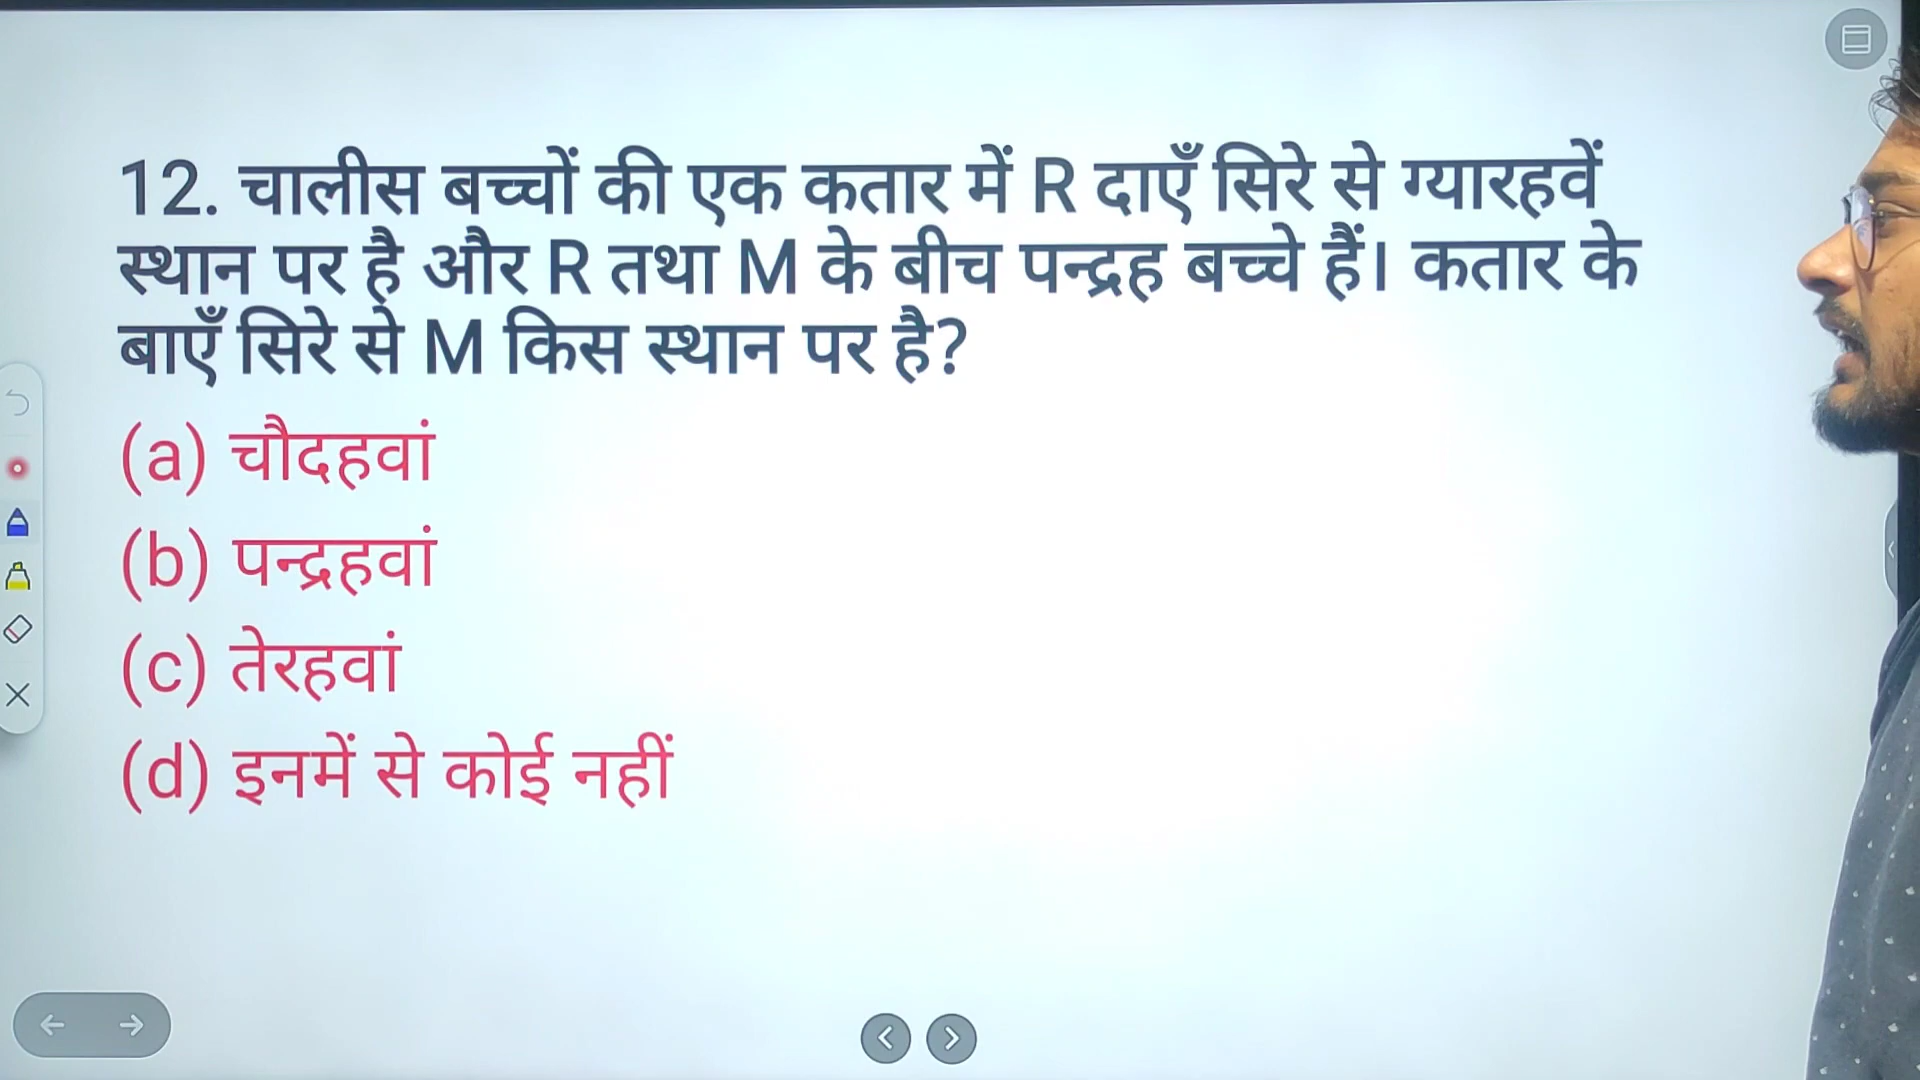 12. चालीस बच्चों की एक कतार में R दाएँ सिरे से ग्यारहवें
स्थान पर है और R तथा M के बीच पन्द्रह बच्चे हैं। कतार के
बाएँ सिरे से M किस स्थान पर है?
(a) चौदहवां
(b) पन्द्रहवां
(c) तेरहवां
(d) इनमें से कोई नहीं